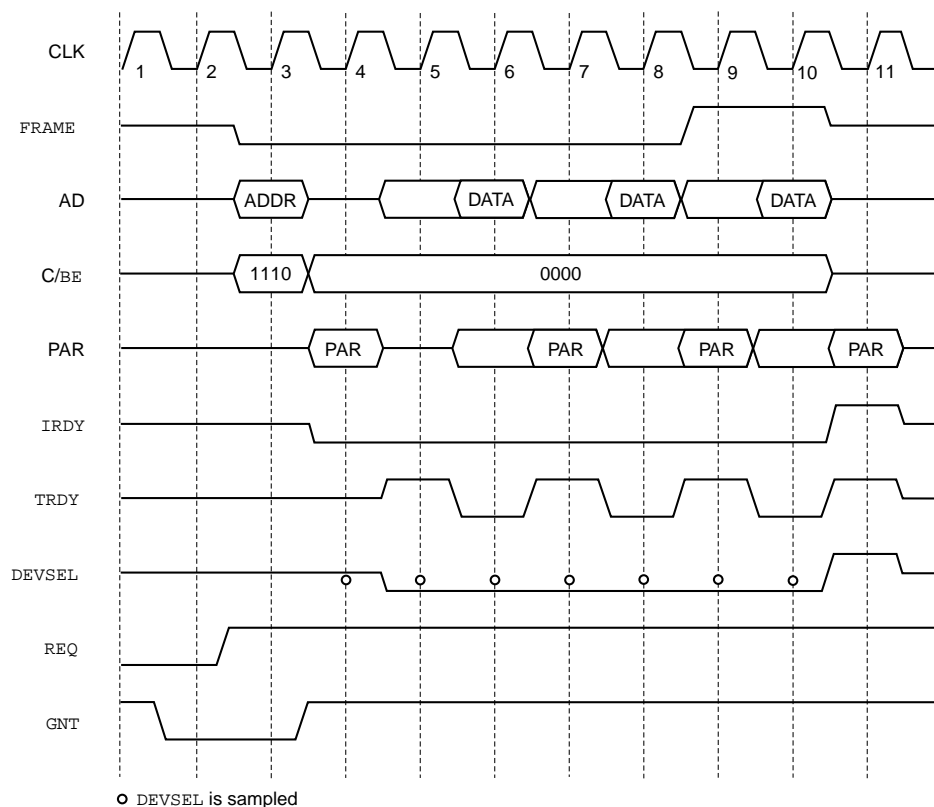 CLK
1 2 3 4 5 6 7 8 9 10 11
FRAME
AD ADDR DATA DATA DATA
C/BE 1110 0000
PAR PAR PAR PAR PAR
IRDY
TRDY
DEVSEL
REQ
GNT
DEVSEL is sampled